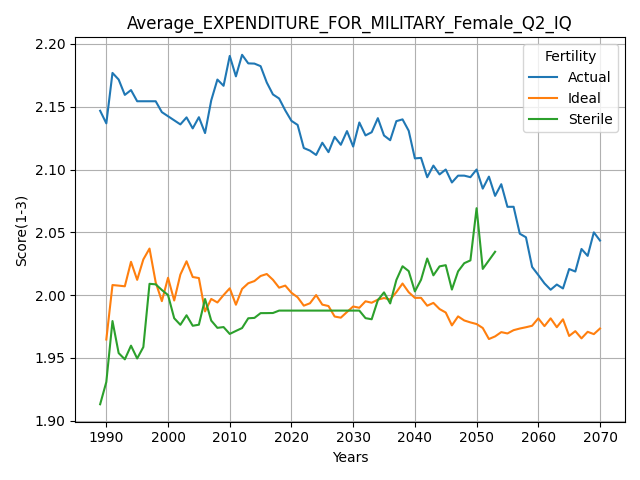 Average_EXPENDITURE_FOR_MILITARY_Female_Q2_IQ
Score(1-3)
2.20
2.15
2.10
2.05
2.00
1.95
1.90
Fertility
Actual
Ideal
Sterile
1990 2000 2010 2020 2030 2040 2050 2060 2070
Years